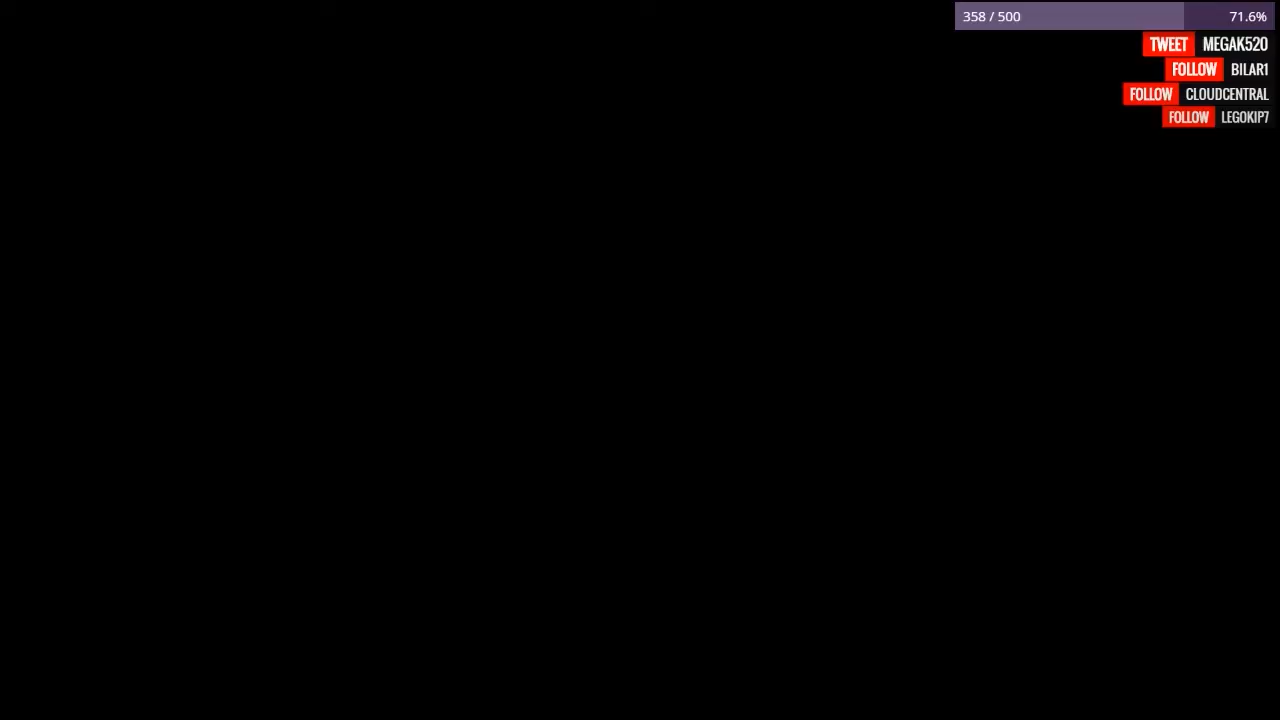 358 / 500 71.6%
TWEET MEGAK520
FOLLOW BILAR1
FOLLOW CLOUDCENTRAL
FOLLOW LEGOKIP7